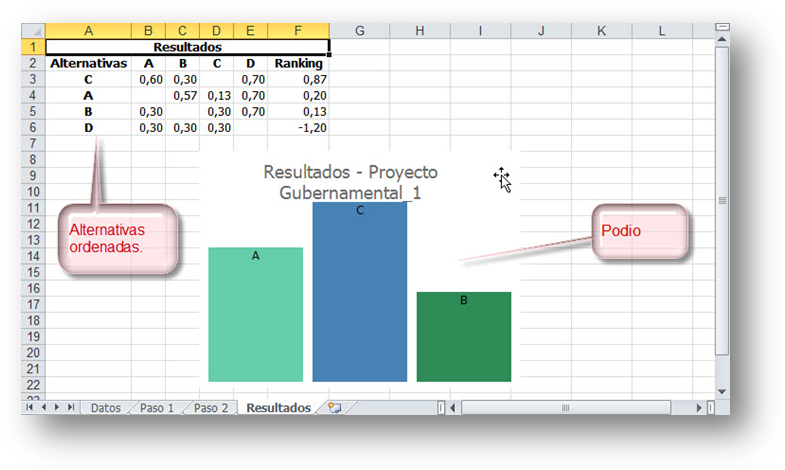 A B C D E F G H I J K L
1 Resultados
2 Alternativas A B C D Ranking
3 C 0,60 0,30 0,70 0,87
4 A 0,57 0,13 0,70 0,20
5 B 0,30 0,30 0,70 0,13
6 D 0,30 0,30 0,30 -1,20
7
8
9
10
11
12
13
14
15
16
17
18
19
20
21
22
23
Resultados - Proyecto
Gubernamental_1
C
A
B
Alternativas
ordenadas.
Podio
Datos Paso 1 Paso 2 Resultados